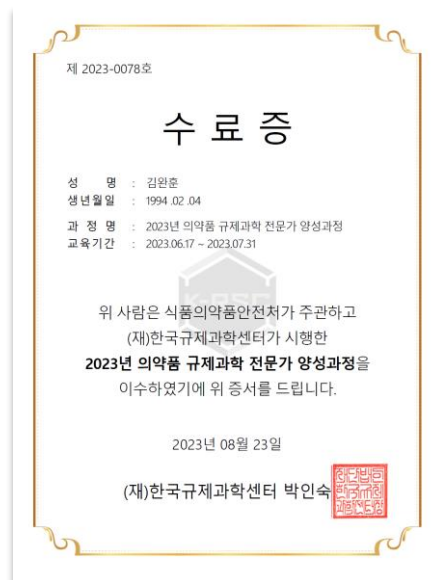 제 2023-0078호
수 료 증
성 명 : 김완훈
생년월일 : 1994 .02 .04
과 정 명 : 2023년 의약품 규제과학 전문가 양성과정
교육기간 : 2023.06.17 ~ 2023.07.31
K-RSC
위 사람은 식품의약품안전처가 주관하고
(재)한국규제과학센터가 시행한
2023년 의약품 규제과학 전문가 양성과정을
이수하였기에 위 증서를 드립니다.
2023년 08월 23일
(재)한국규제과학센터 박인숙